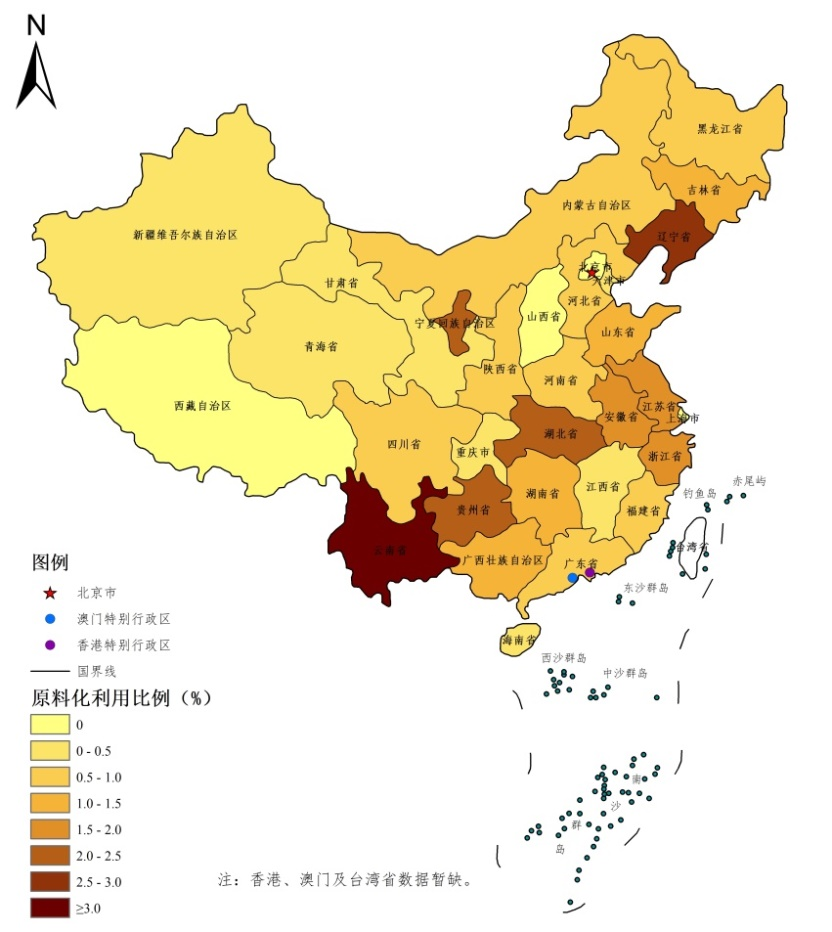 N
黑龙江省
吉林省
内蒙古自治区
辽宁省
新疆维吾尔族自治区
北京市
天津市
甘肃省
河北省
宁夏回族自治区
山西省
山东省
青海省
陕西省
河南省
西藏自治区
江苏省
安徽省
上海市
四川省
湖北省
重庆市
浙江省
江西省
湖南省
贵州省
福建省
钓鱼岛
赤尾屿
云南省
台湾省
广西壮族自治区
广东省
东沙群岛
海南省
西沙群岛
中沙群岛
南
沙
群
岛
图例
北京市
澳门特别行政区
香港特别行政区
国界线
原料化利用比例（%）
0
0 - 0.5
0.5 - 1.0
1.0 - 1.5
1.5 - 2.0
2.0 - 2.5
2.5 - 3.0
≥3.0
注：香港、澳门及台湾省数据暂缺。